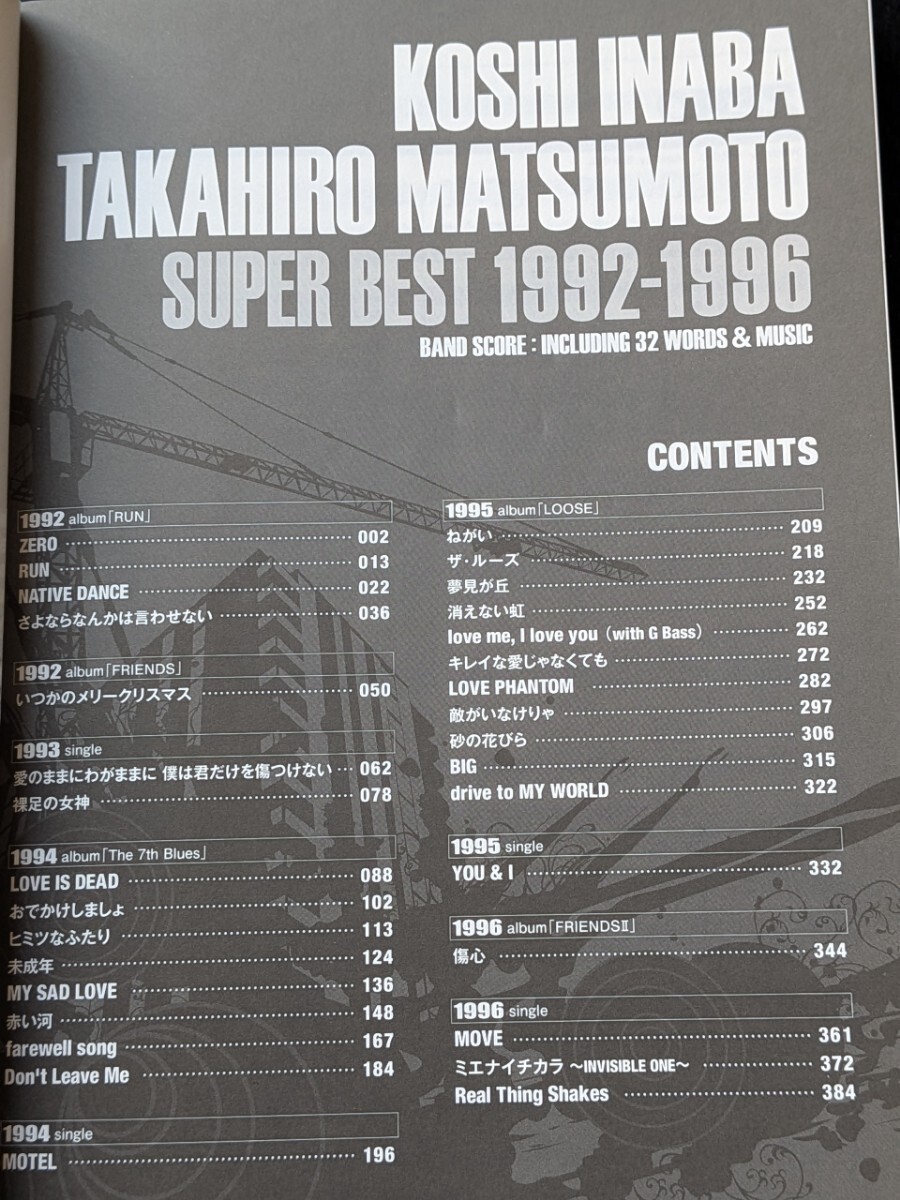 KOSHI INABA
TAKAHIRO MATSUMOTO
SUPER BEST 1992-1996
BAND SCORE : INCLUDING 32 WORDS & MUSIC
CONTENTS
1992 album「RUN」
ZERO 002
RUN 013
NATIVE DANCE 022
さよならなんかは言わせない 036
1992 album「FRIENDS」
いつかのメリークリスマス 050
1993 single
愛のままにわがままに 僕は君だけを傷つけない 062
裸足の女神 078
1994 album「The 7th Blues」
LOVE IS DEAD 088
おでかけしましょ 102
ヒミツなふたり 113
未成年 124
MY SAD LOVE 136
赤い河 148
farewell song 167
Don't Leave Me 184
1994 single
MOTEL 196
1995 album「LOOSE」
ねがい 209
ザ・ルーズ 218
夢見が丘 232
消えない虹 252
love me, I love you（with G Bass） 262
キレイな愛じゃなくても 272
LOVE PHANTOM 282
敵がいなけりゃ 297
砂の花びら 306
BIG 315
drive to MY WORLD 322
1995 single
YOU & I 332
1996 album「FRIENDSⅡ」
傷心 344
1996 single
MOVE 361
ミエナイチカラ 〜INVISIBLE ONE〜 372
Real Thing Shakes 384